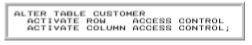 ALTER TABLE CUSTOMER
ACTIVATE ROW ACCESS CONTROL
ACTIVATE COLUMN ACCESS CONTROL;